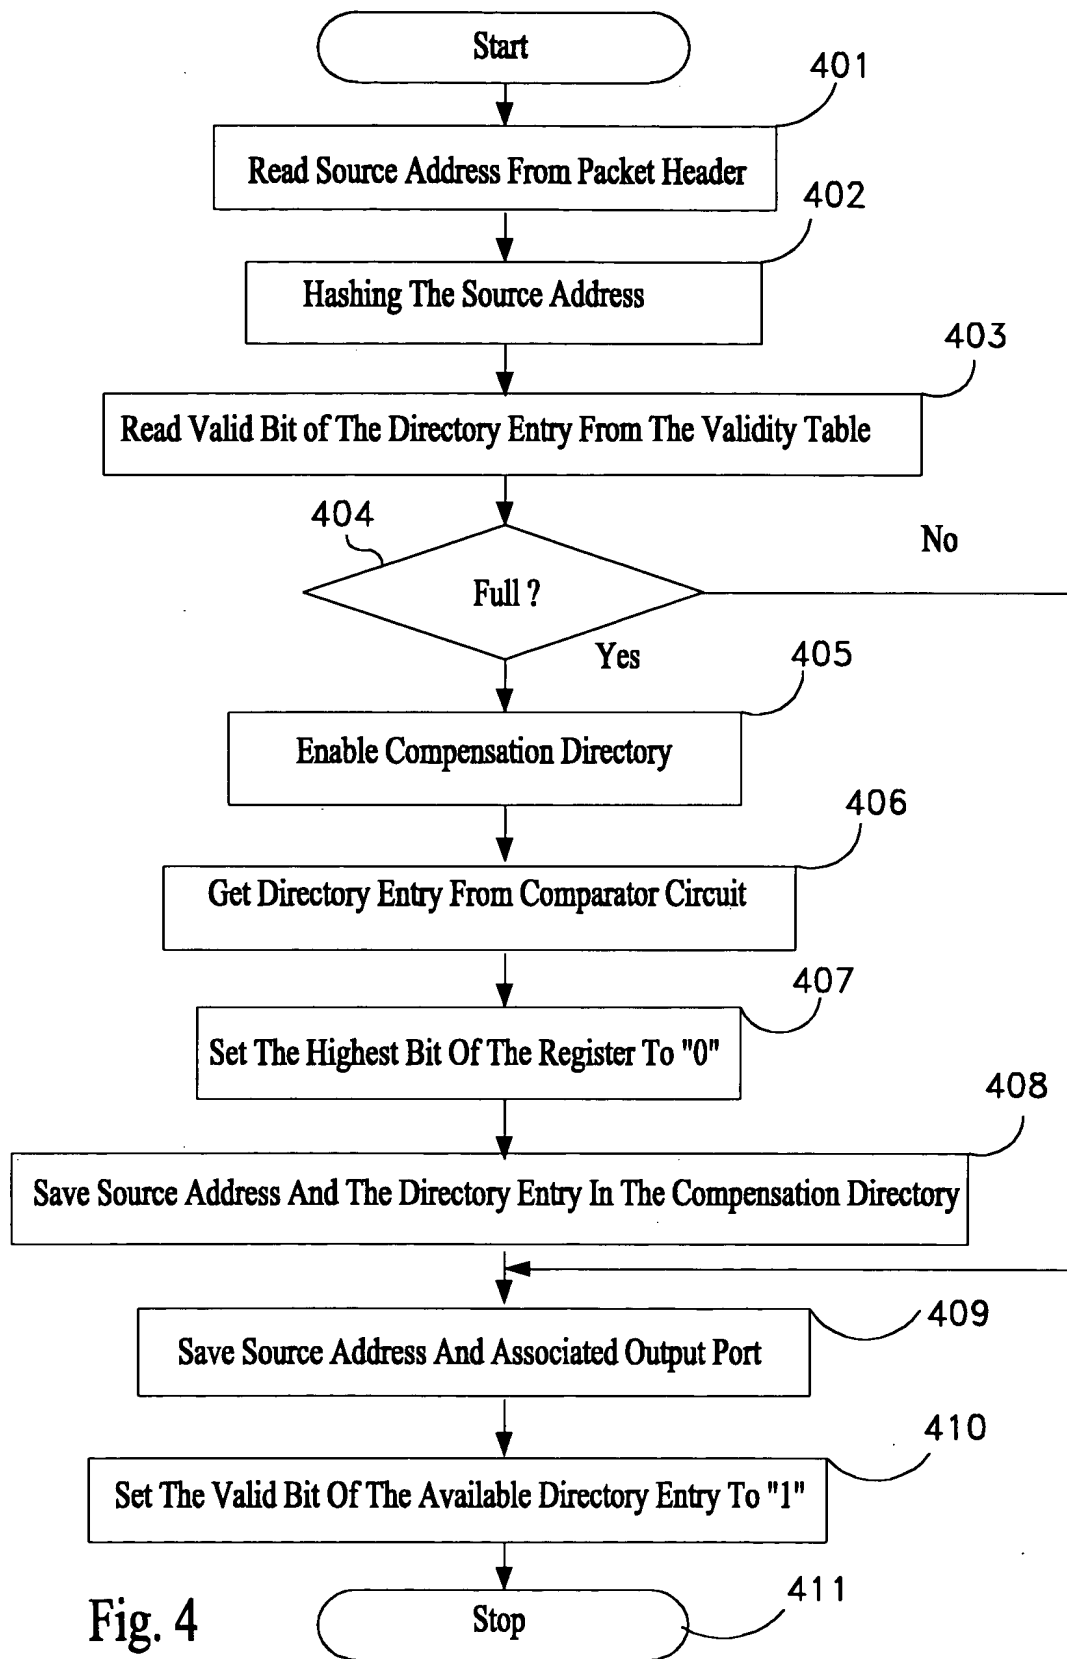 Start
401
Read Source Address From Packet Header
402
Hashing The Source Address
403
Read Valid Bit of The Directory Entry From The Validity Table
404
No
Full ?
Yes
405
Enable Compensation Directory
406
Get Directory Entry From Comparator Circuit
407
Set The Highest Bit Of The Register To "0"
408
Save Source Address And The Directory Entry In The Compensation Directory
409
Save Source Address And Associated Output Port
410
Set The Valid Bit Of The Available Directory Entry To "1"
411
Stop
Fig. 4